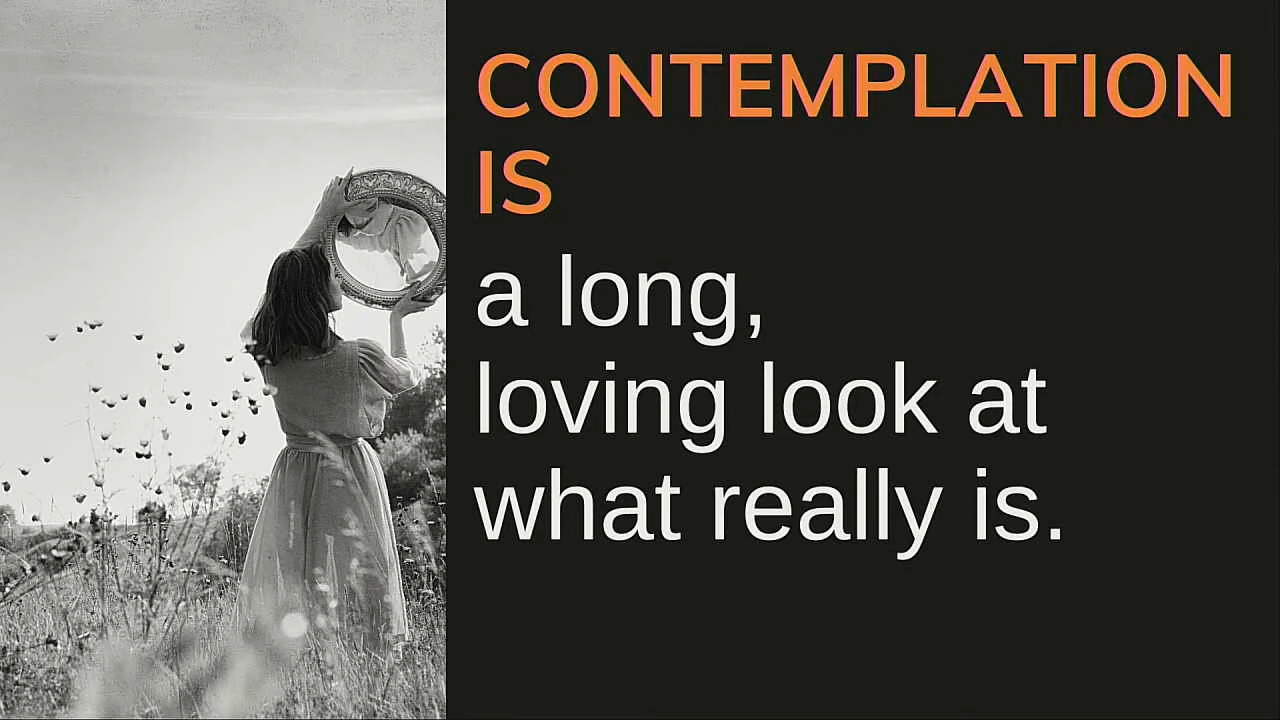 CONTEMPLATION
IS
a long,
loving look at
what really is.